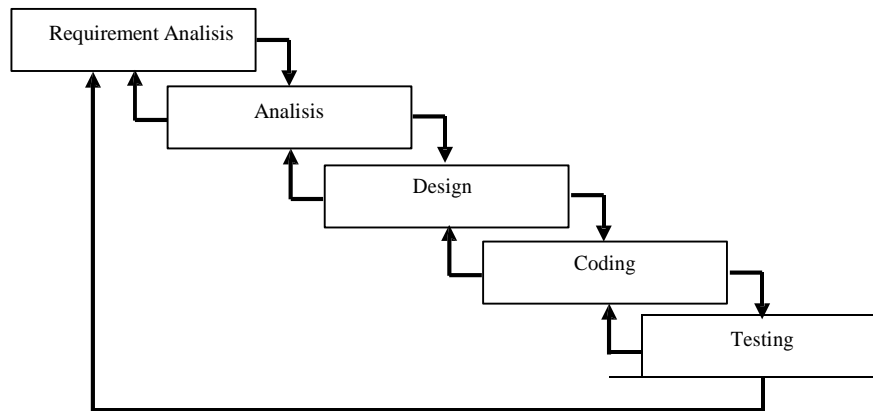 Requirement Analisis
Analisis
Design
Coding
Testing